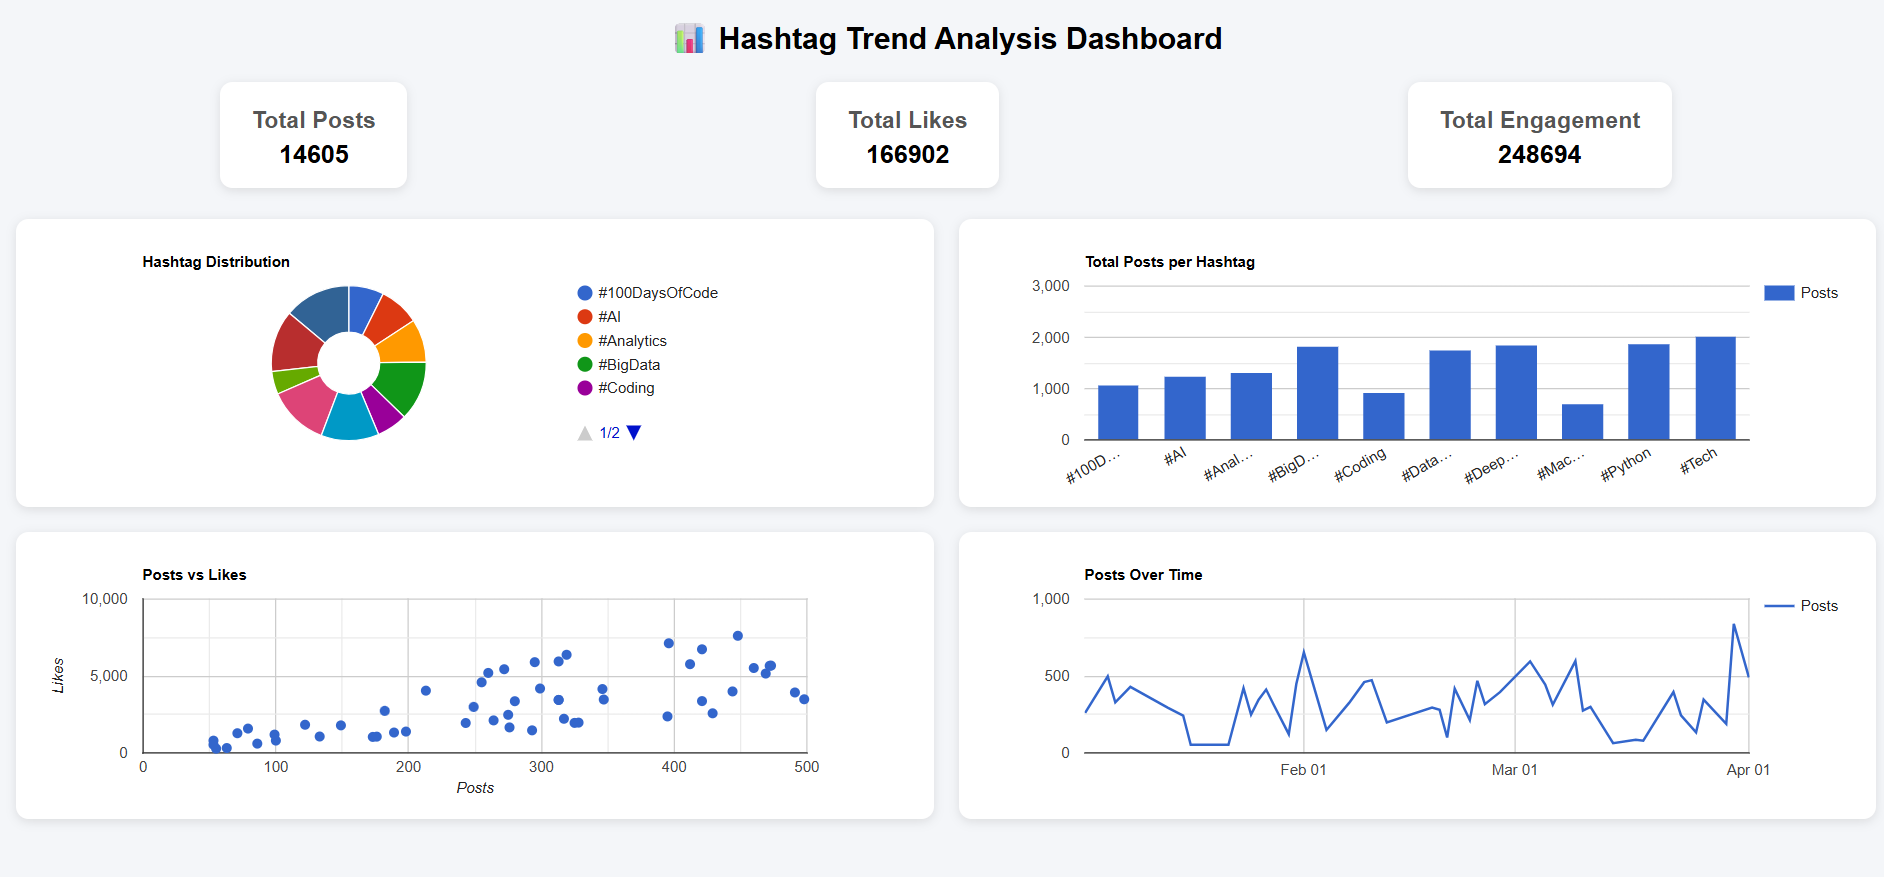 Hashtag Trend Analysis Dashboard
Total Posts
14605
Total Likes
166902
Total Engagement
248694
Hashtag Distribution
#100DaysOfCode
#AI
#Analytics
#BigData
#Coding
1/2
Total Posts per Hashtag
3,000
2,000
1,000
0
#100D...
#AI
#Anal...
#BigD...
#Coding
#Data...
#Deep...
#Mac...
#Python
#Tech
Posts
Posts vs Likes
10,000
5,000
0
Likes
0 100 200 300 400 500
Posts
Posts Over Time
1,000
500
0
Feb 01 Mar 01 Apr 01
Posts